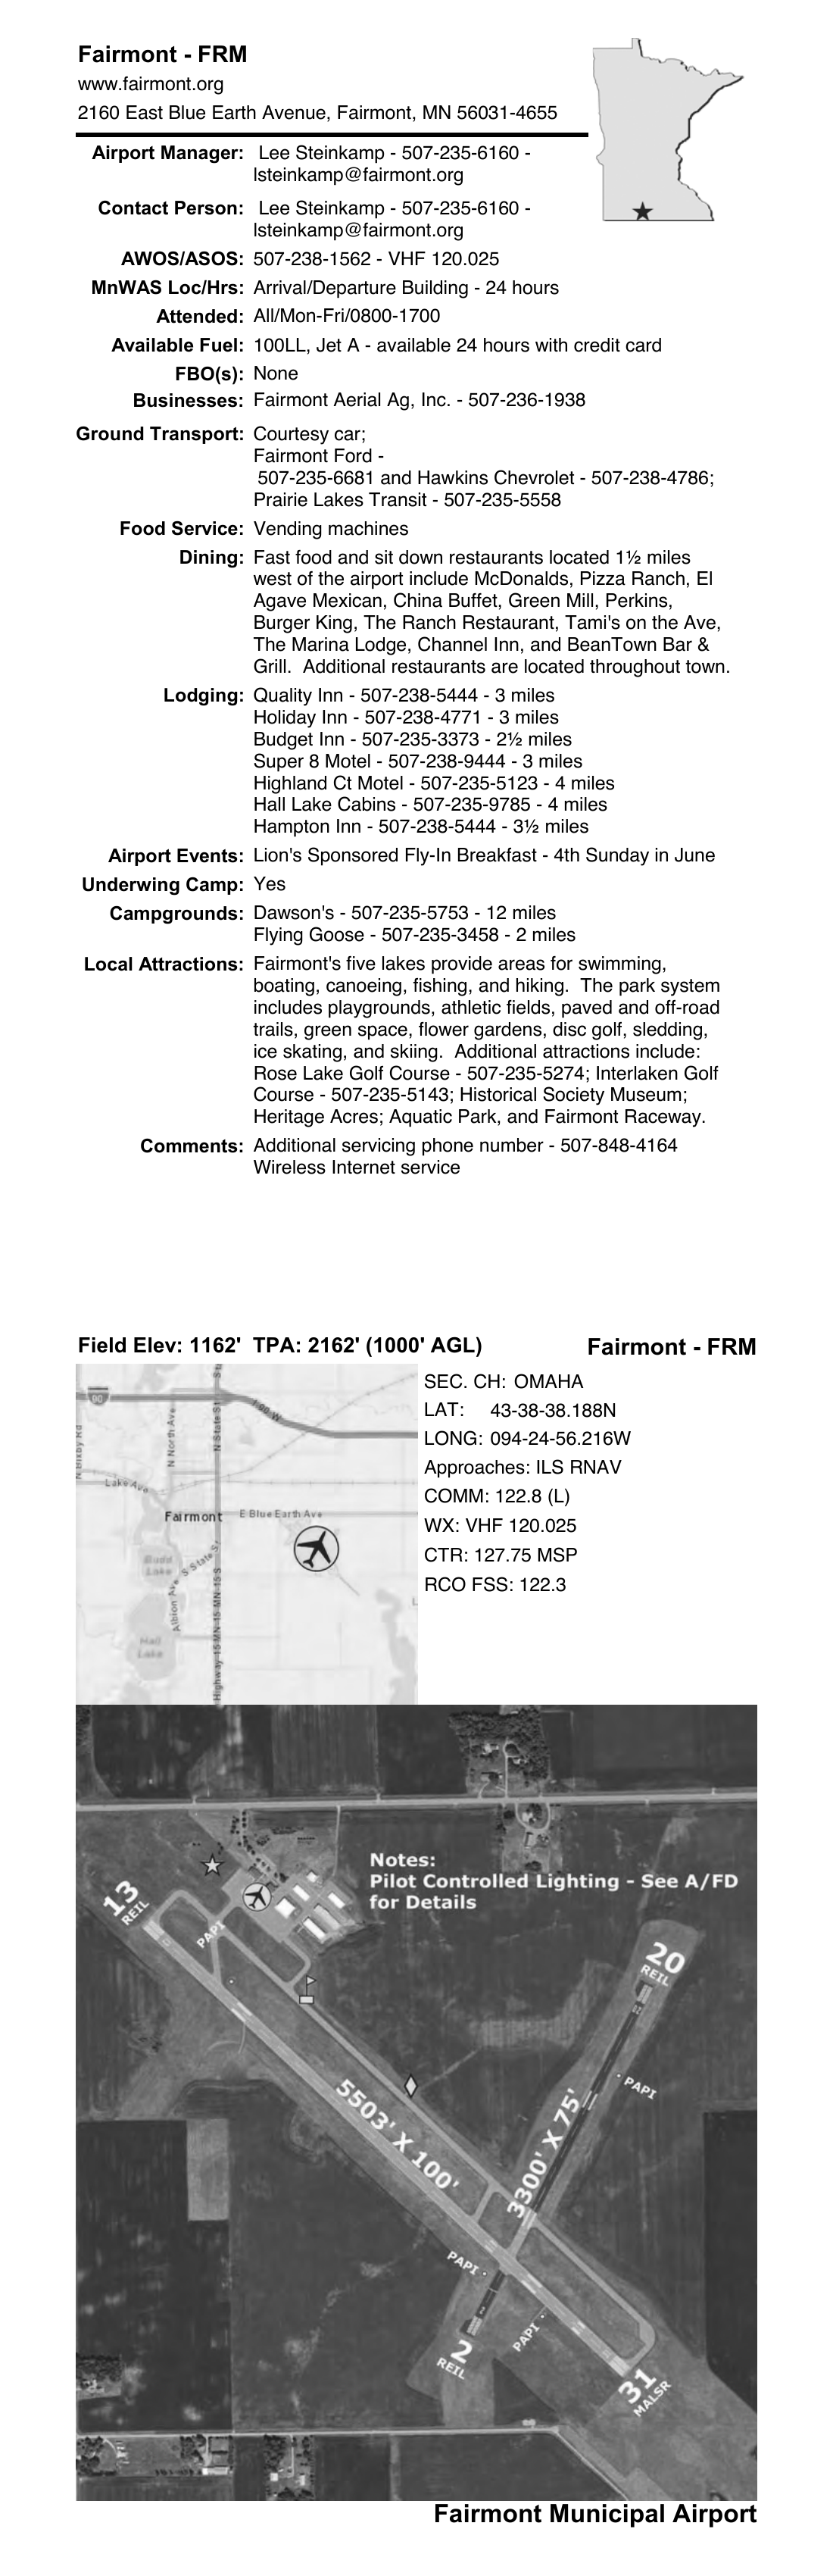 Fairmont - FRM
www.fairmont.org
2160 East Blue Earth Avenue, Fairmont, MN 56031-4655
Airport Manager: Lee Steinkamp - 507-235-6160 -
lsteinkamp@fairmont.org
Contact Person: Lee Steinkamp - 507-235-6160 -
lsteinkamp@fairmont.org
AWOS/ASOS: 507-238-1562 - VHF 120.025
MnWAS Loc/Hrs: Arrival/Departure Building - 24 hours
Attended: All/Mon-Fri/0800-1700
Available Fuel: 100LL, Jet A - available 24 hours with credit card
FBO(s): None
Businesses: Fairmont Aerial Ag, Inc. - 507-236-1938
Ground Transport: Courtesy car;
Fairmont Ford -
507-235-6681 and Hawkins Chevrolet - 507-238-4786;
Prairie Lakes Transit - 507-235-5558
Food Service: Vending machines
Dining: Fast food and sit down restaurants located 1½ miles
west of the airport include McDonalds, Pizza Ranch, El
Agave Mexican, China Buffet, Green Mill, Perkins,
Burger King, The Ranch Restaurant, Tami's on the Ave,
The Marina Lodge, Channel Inn, and BeanTown Bar &
Grill.  Additional restaurants are located throughout town.
Lodging: Quality Inn - 507-238-5444 - 3 miles
Holiday Inn - 507-238-4771 - 3 miles
Budget Inn - 507-235-3373 - 2½ miles
Super 8 Motel - 507-238-9444 - 3 miles
Highland Ct Motel - 507-235-5123 - 4 miles
Hall Lake Cabins - 507-235-9785 - 4 miles
Hampton Inn - 507-238-5444 - 3½ miles
Airport Events: Lion's Sponsored Fly-In Breakfast - 4th Sunday in June
Underwing Camp: Yes
Campgrounds: Dawson's - 507-235-5753 - 12 miles
Flying Goose - 507-235-3458 - 2 miles
Local Attractions: Fairmont's five lakes provide areas for swimming,
boating, canoeing, fishing, and hiking.  The park system
includes playgrounds, athletic fields, paved and off-road
trails, green space, flower gardens, disc golf, sledding,
ice skating, and skiing.  Additional attractions include:
Rose Lake Golf Course - 507-235-5274; Interlaken Golf
Course - 507-235-5143; Historical Society Museum;
Heritage Acres; Aquatic Park, and Fairmont Raceway.
Comments: Additional servicing phone number - 507-848-4164
Wireless Internet service
Field Elev: 1162'  TPA: 2162' (1000' AGL)
Fairmont - FRM
90
I-90 W
N Bixby Rd
N North Ave
N State St
Lake Ave
Fairmont
E Blue Earth Ave
Budd
Lake
S State St
Albion Ave
Hall
Lake
Highway 15 MN 15 MN 15 S
SEC. CH: OMAHA
LAT: 43-38-38.188N
LONG: 094-24-56.216W
Approaches: ILS RNAV
COMM: 122.8 (L)
WX: VHF 120.025
CTR: 127.75 MSP
RCO FSS: 122.3
Notes:
Pilot Controlled Lighting - See A/FD
for Details
13
REIL
PAPI
20
REIL
PAPI
5503' X 100'
3300' X 75'
PAPI
PAPI
2
REIL
31
MALSR
Fairmont Municipal Airport